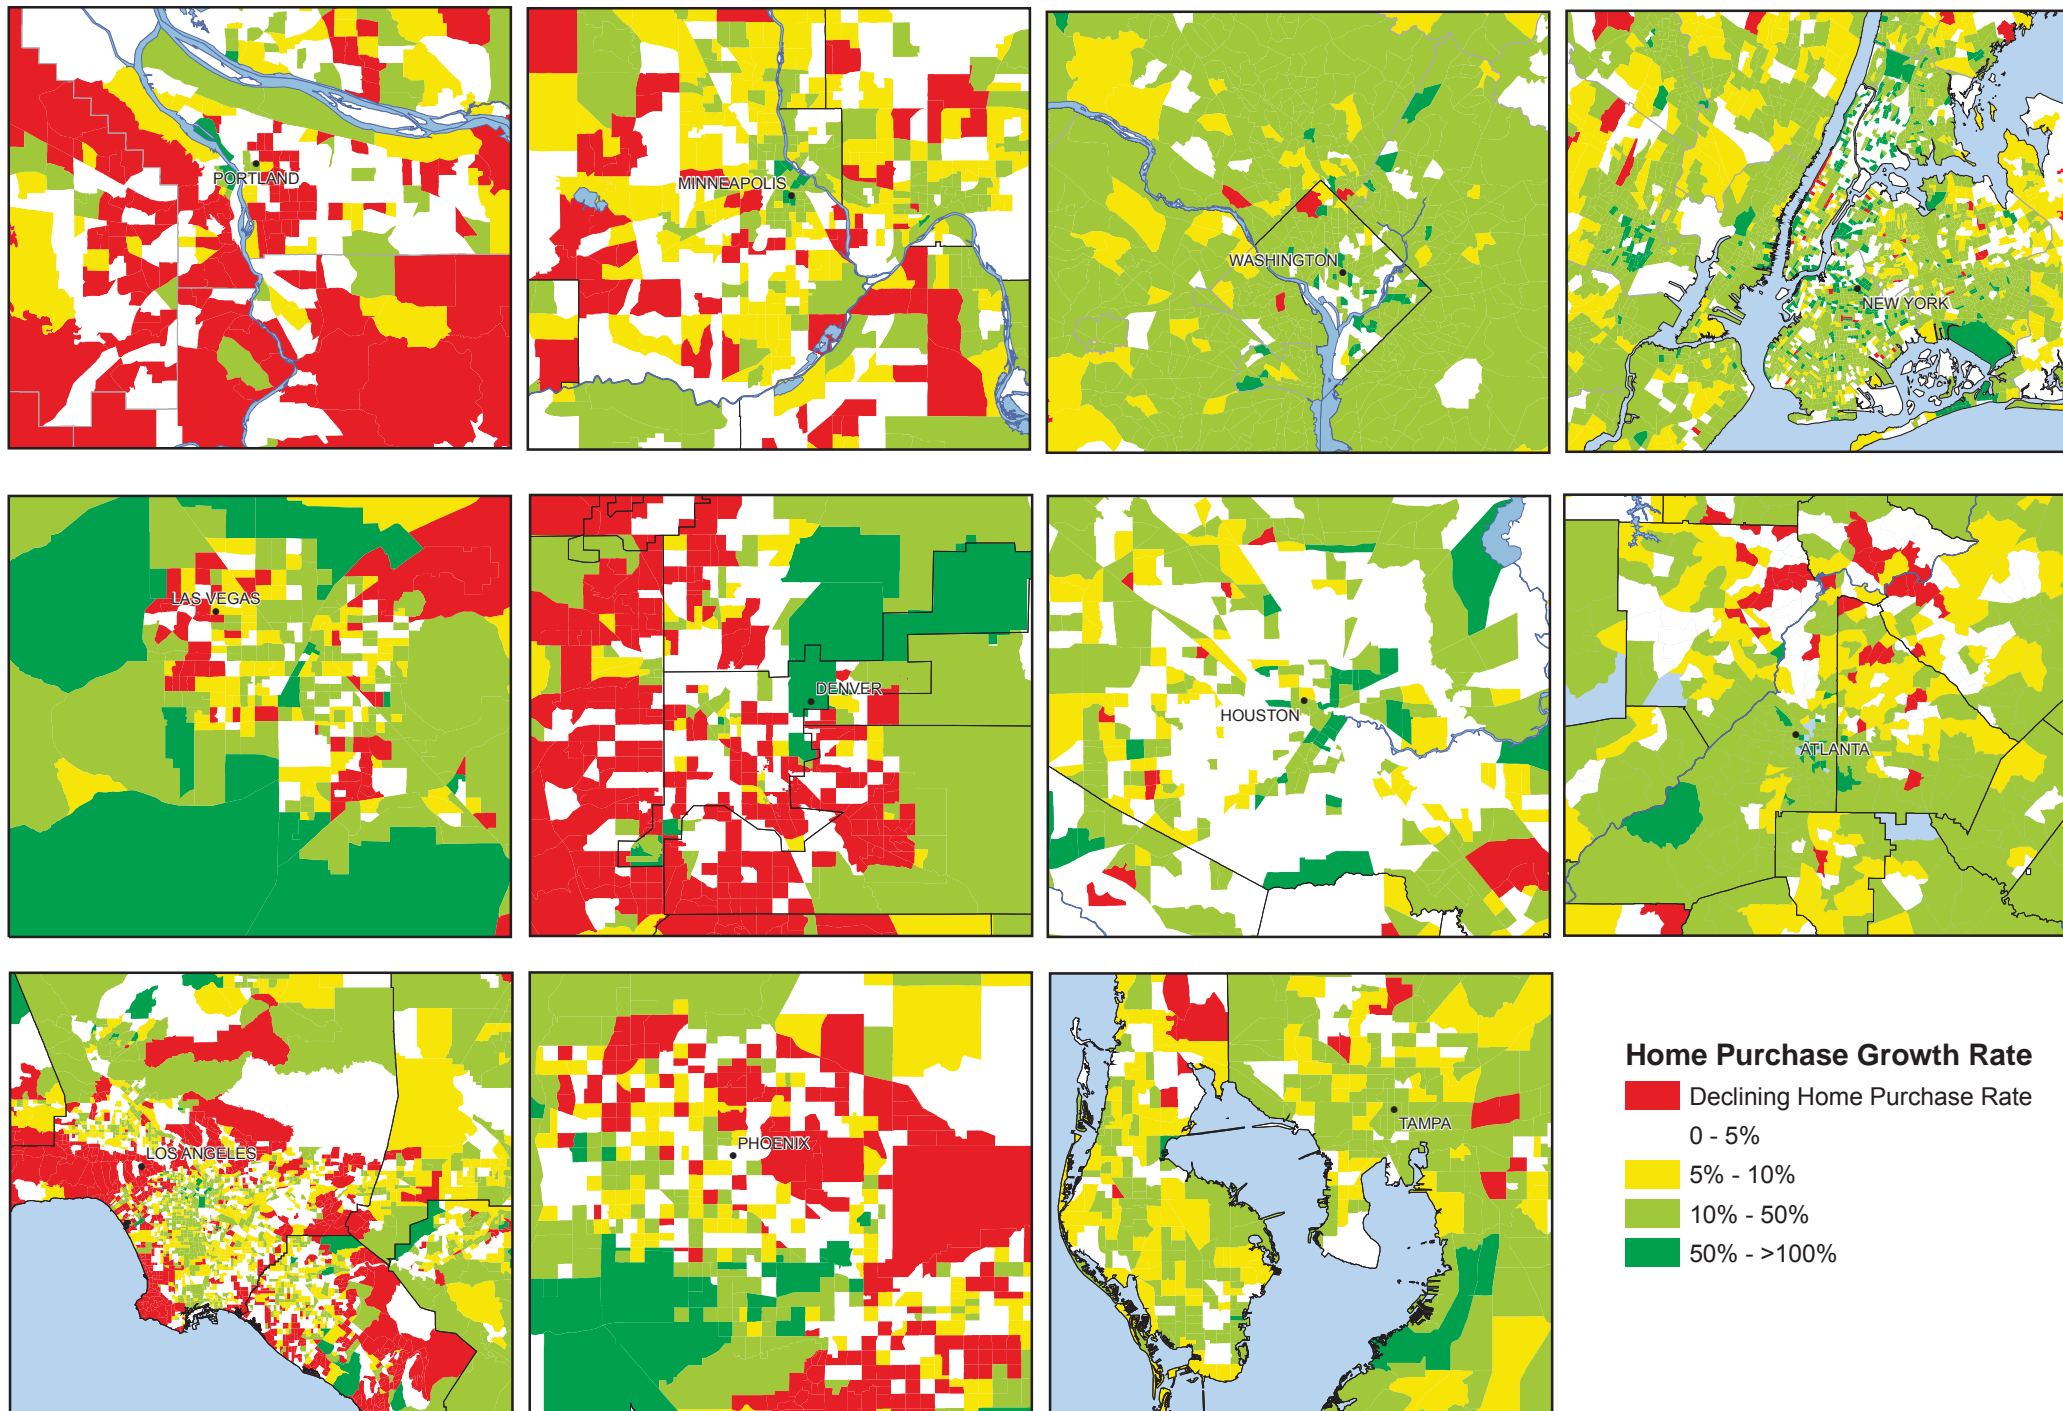 PORTLAND
MINNEAPOLIS
WASHINGTON
NEW YORK
LAS VEGAS
DENVER
HOUSTON
ATLANTA
LOS ANGELES
PHOENIX
TAMPA
Home Purchase Growth Rate
Declining Home Purchase Rate
0 - 5%
5% - 10%
10% - 50%
50% - >100%